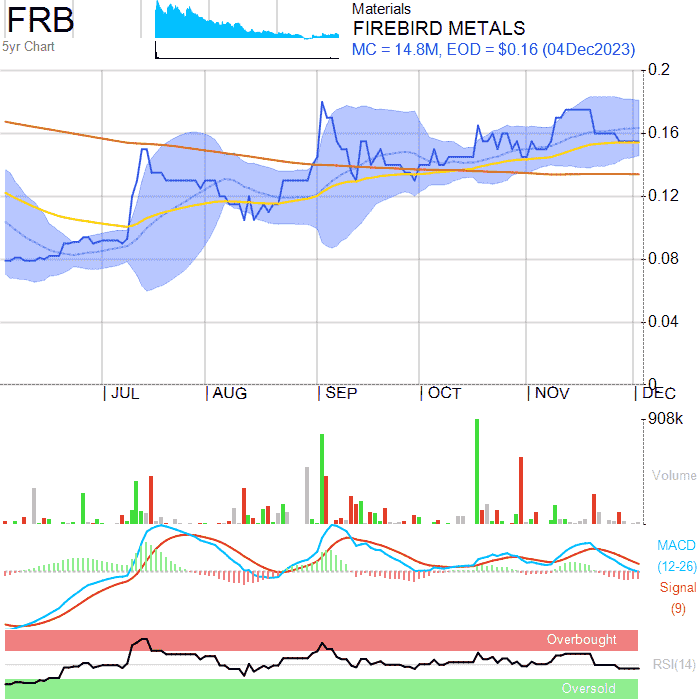 FRB
5yr Chart
Materials
FIREBIRD METALS
MC = 14.8M, EOD = $0.16 (04Dec2023)
0.2
0.16
0.12
0.08
0.04
0
JUL
AUG
SEP
OCT
NOV
DEC
908k
Volume
MACD
(12-26)
Signal
(9)
Overbought
RSI(14)
Oversold